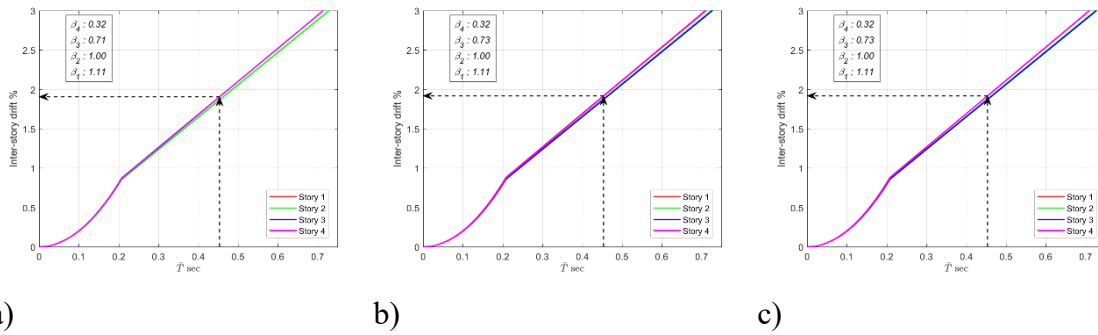 3
2.5
2
1.5
1
0.5
0
Inter-story drift %
β4 : 0.32
β3 : 0.71
β2 : 1.00
β1 : 1.11
Story 1
Story 2
Story 3
Story 4
0 0.1 0.2 0.3 0.4 0.5 0.6 0.7
T̄ sec
3
2.5
2
1.5
1
0.5
0
Inter-story drift %
β4 : 0.32
β3 : 0.73
β2 : 1.00
β1 : 1.11
Story 1
Story 2
Story 3
Story 4
0 0.1 0.2 0.3 0.4 0.5 0.6 0.7
T̄ sec
3
2.5
2
1.5
1
0.5
0
Inter-story drift %
β4 : 0.32
β3 : 0.73
β2 : 1.00
β1 : 1.11
Story 1
Story 2
Story 3
Story 4
0 0.1 0.2 0.3 0.4 0.5 0.6 0.7
T̄ sec
a) b) c)